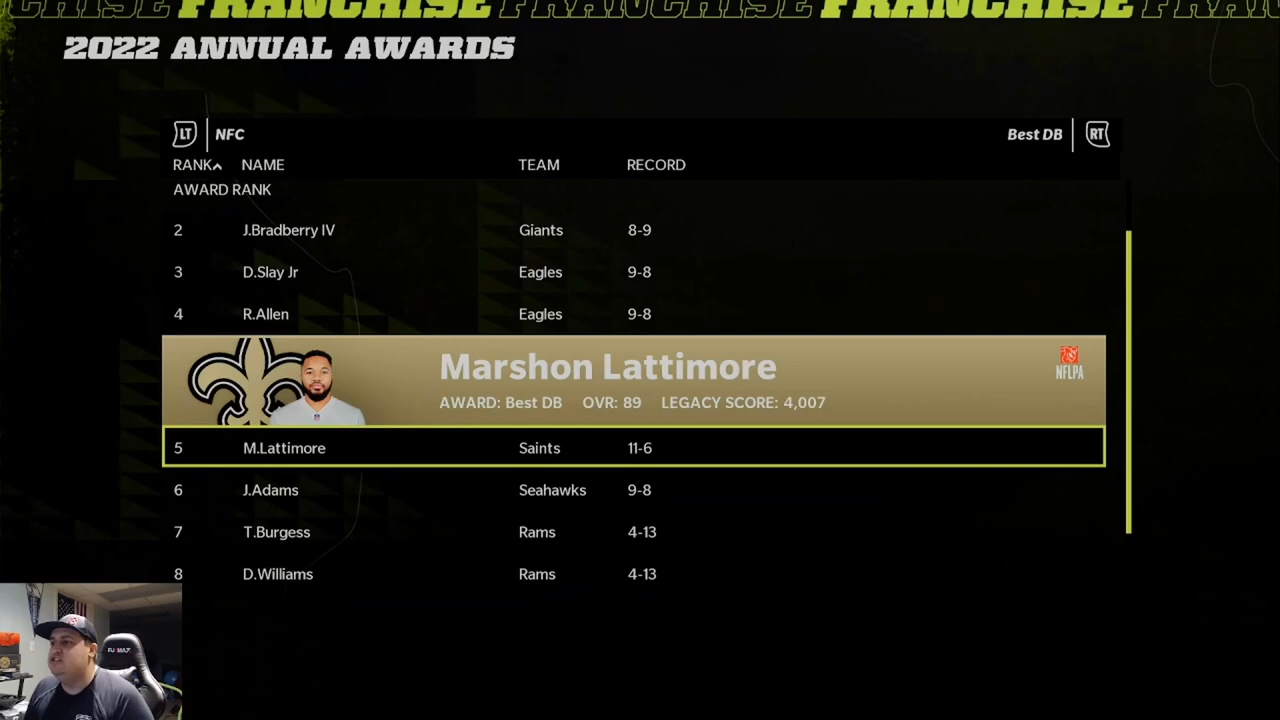 CHISE FRANCHISE FRANCHISE FRANCHISE FRAN
2022 ANNUAL AWARDS
LT NFC Best DB RT
RANK NAME TEAM RECORD
AWARD RANK
2 J.Bradberry IV Giants 8-9
3 D.Slay Jr Eagles 9-8
4 R.Allen Eagles 9-8
Marshon Lattimore
NFLPA
AWARD: Best DB OVR: 89 LEGACY SCORE: 4,007
5 M.Lattimore Saints 11-6
6 J.Adams Seahawks 9-8
7 T.Burgess Rams 4-13
8 D.Williams Rams 4-13